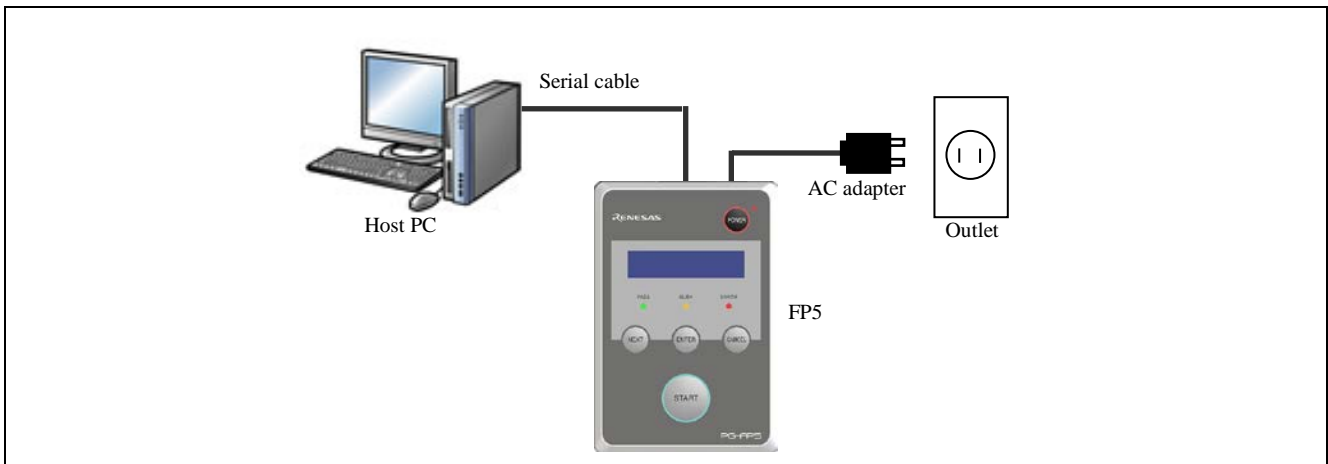 Serial cable
AC adapter
Host PC
Outlet
RENESAS
POWER
PASS BUSY ERROR
FP5
NEXT ENTER CANCEL
START
PG-FP5